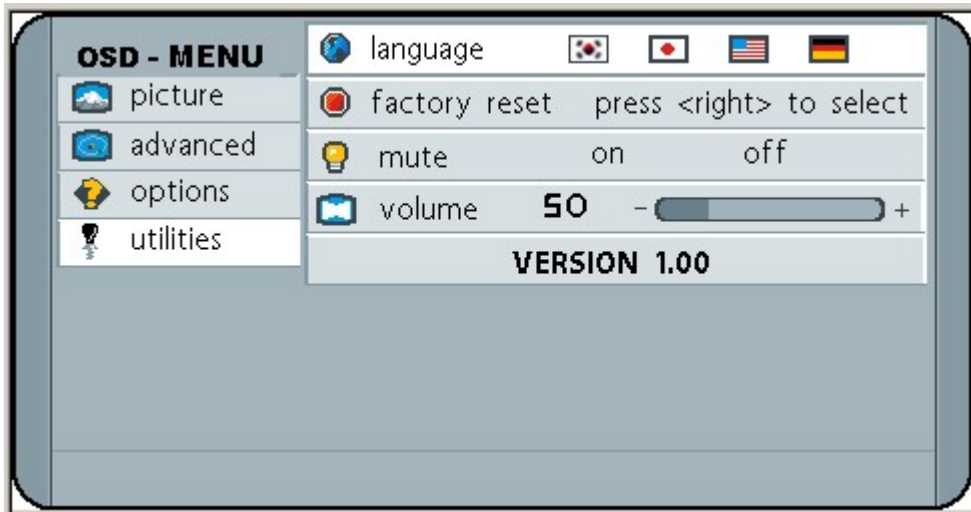 OSD - MENU
picture
advanced
options
utilities
language
factory reset press <right> to select
mute on off
volume 50 - +
VERSION 1.00